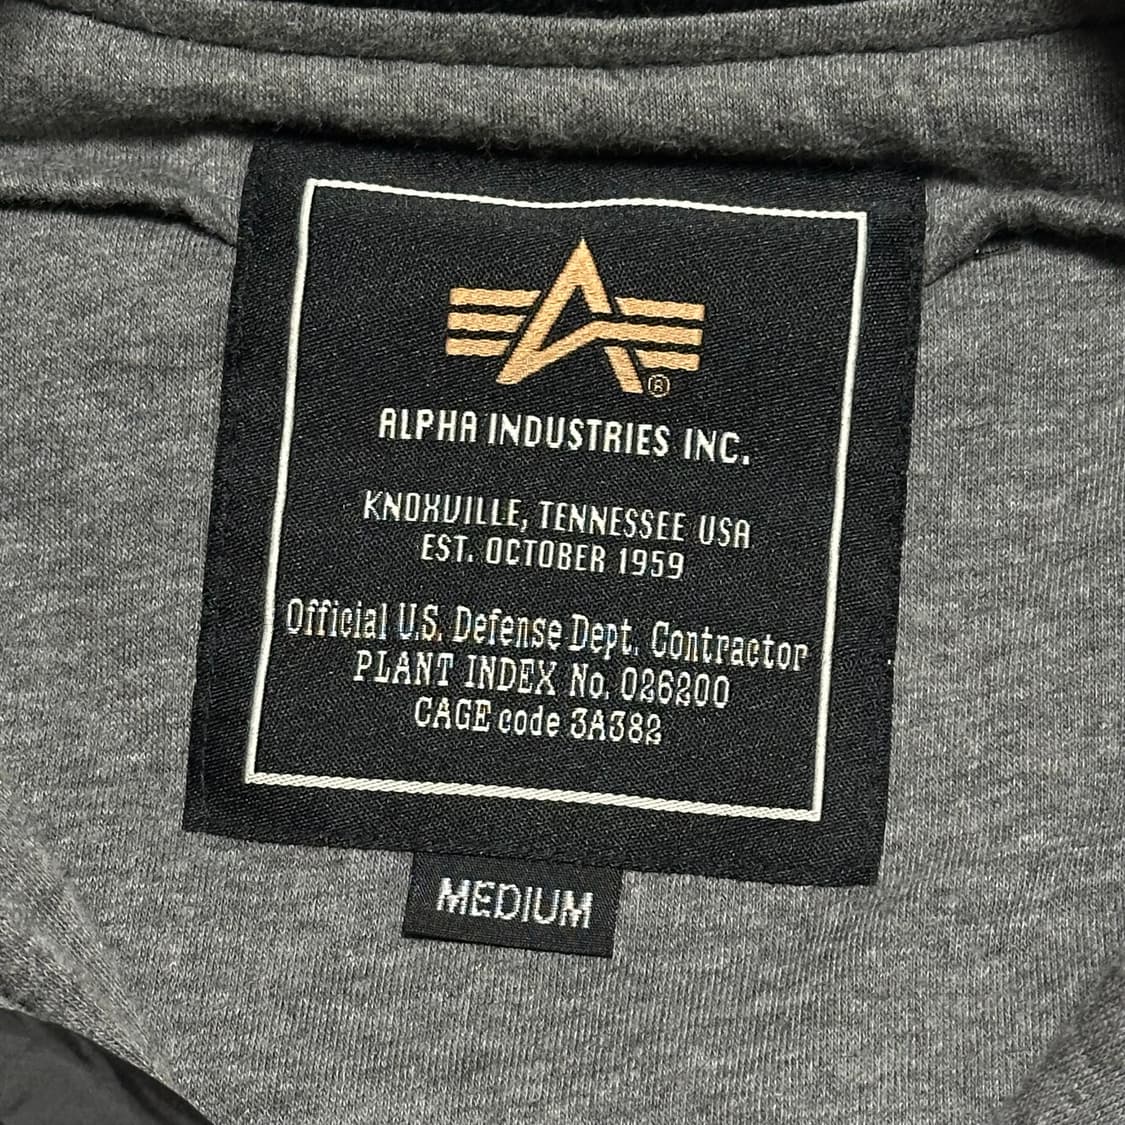 ®
ALPHA INDUSTRIES INC.
KNOXVILLE, TENNESSEE USA
EST. OCTOBER 1959
Official U.S. Defense Dept. Contractor
PLANT INDEX No. 026200
CAGE code 3A382
MEDIUM